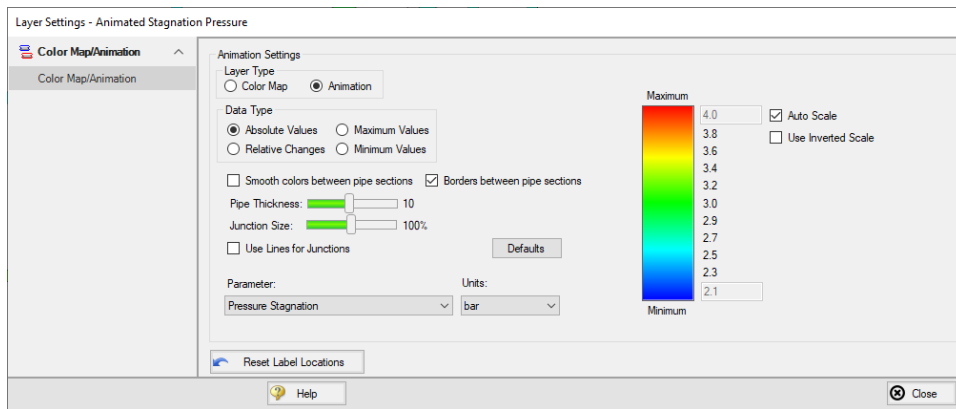 Layer Settings - Animated Stagnation Pressure
Color Map/Animation
Color Map/Animation
Animation Settings
Layer Type
Color Map Animation
Data Type
Absolute Values Maximum Values
Relative Changes Minimum Values
Smooth colors between pipe sections Borders between pipe sections
Pipe Thickness: 10
Junction Size: 100%
Use Lines for Junctions Defaults
Parameter: Units:
Pressure Stagnation bar
Maximum
4.0 Auto Scale
3.8 Use Inverted Scale
3.6
3.4
3.2
3.0
2.9
2.7
2.5
2.3
2.1
Minimum
Reset Label Locations
Help Close